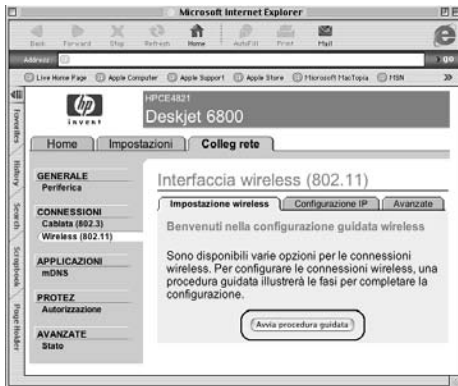 Microsoft Internet Explorer
Back Forward Stop Refresh Home AutoFill Print Mail
Address: go
Live Home Page Apple Computer Apple Support Apple Store Microsoft MacTopia MSN
Favorites
History
Search
Scrapbook
Page Holder
hp
invent
HPCE4821
Deskjet 6800
Home Impostazioni Colleg rete
GENERALE
Periferica
CONNESSIONI
Cablata (802.3)
Wireless (802.11)
APPLICAZIONI
mDNS
PROTEZ
Autorizzazione
AVANZATE
Stato
Interfaccia wireless (802.11)
Impostazione wireless Configurazione IP Avanzate
Benvenuti nella configurazione guidata wireless
Sono disponibili varie opzioni per le connessioni
wireless. Per configurare le connessioni wireless, una
procedura guidata illustrerà le fasi per completare la
configurazione.
Avvia procedura guidata